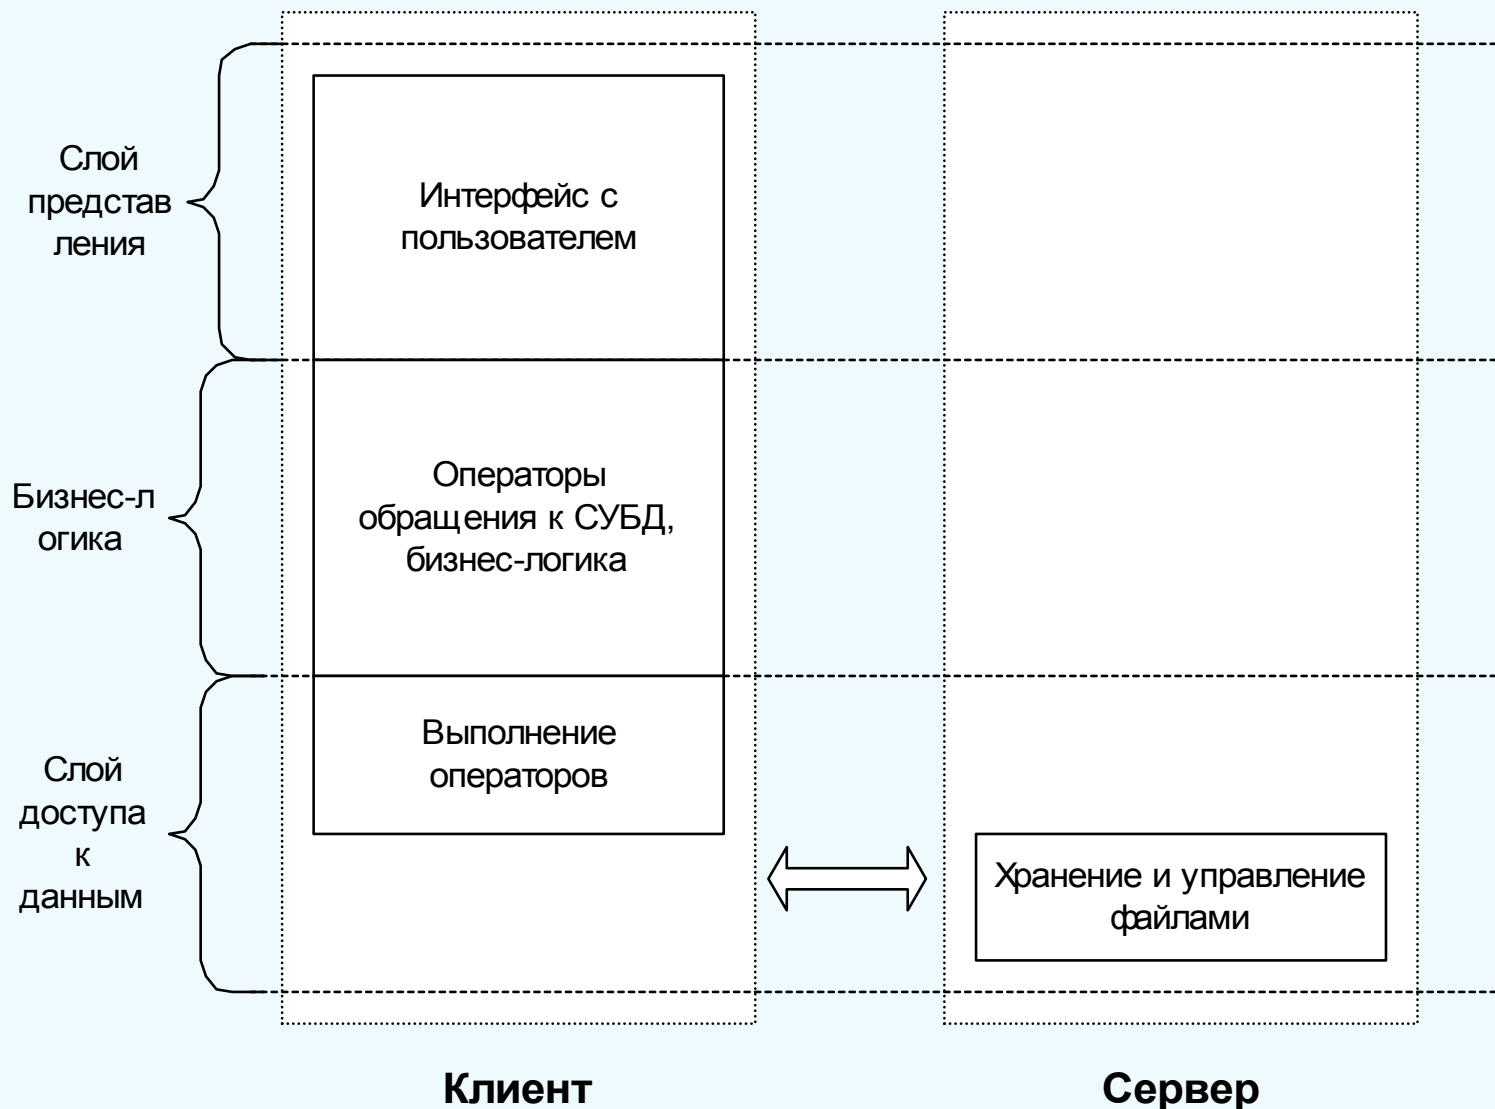 Слой
представ
ления
Интерфейс с
пользователем
Бизнес-л
огика
Операторы
обращения к СУБД,
бизнес-логика
Слой
доступа
к
данным
Выполнение
операторов
Хранение и управление
файлами
Клиент
Сервер